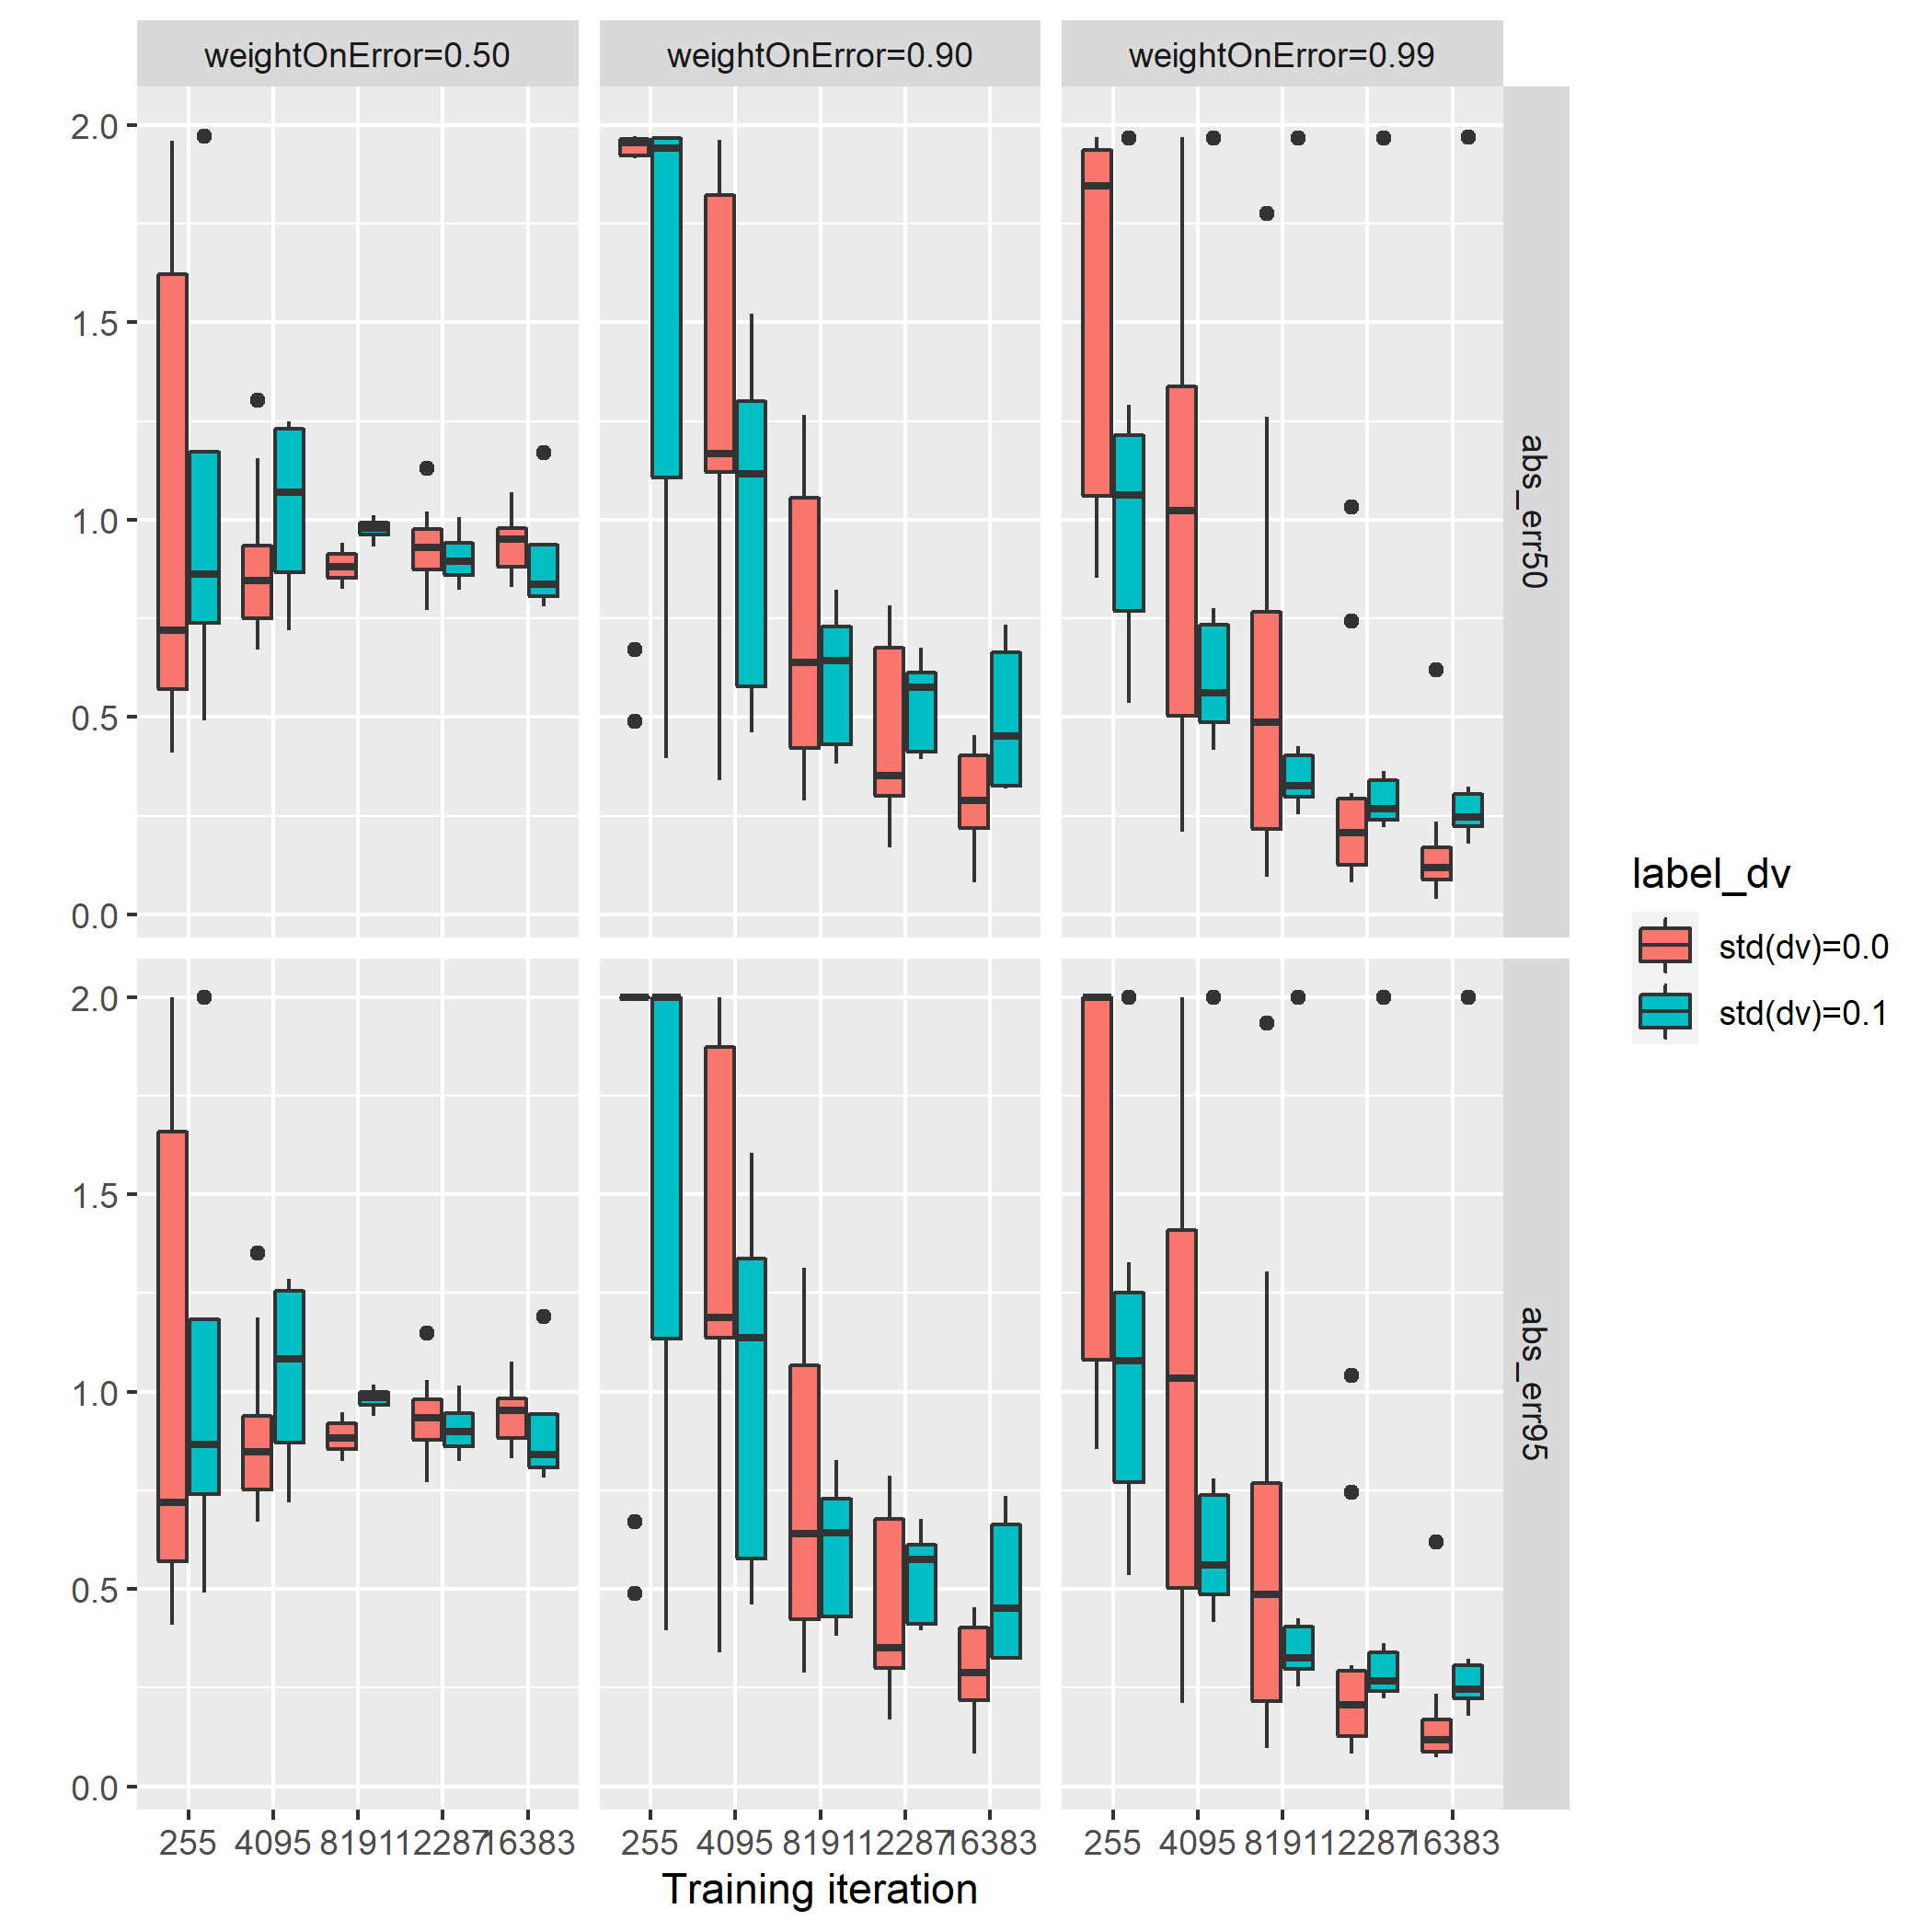 weightOnError=0.50 weightOnError=0.90 weightOnError=0.99
2.0
1.5
1.0
0.5
0.0
abs_err50
2.0
1.5
1.0
0.5
0.0
abs_err95
255 4095 8191 12287 16383 255 4095 8191 12287 16383 255 4095 8191 12287 16383
Training iteration
label_dv
std(dv)=0.0
std(dv)=0.1